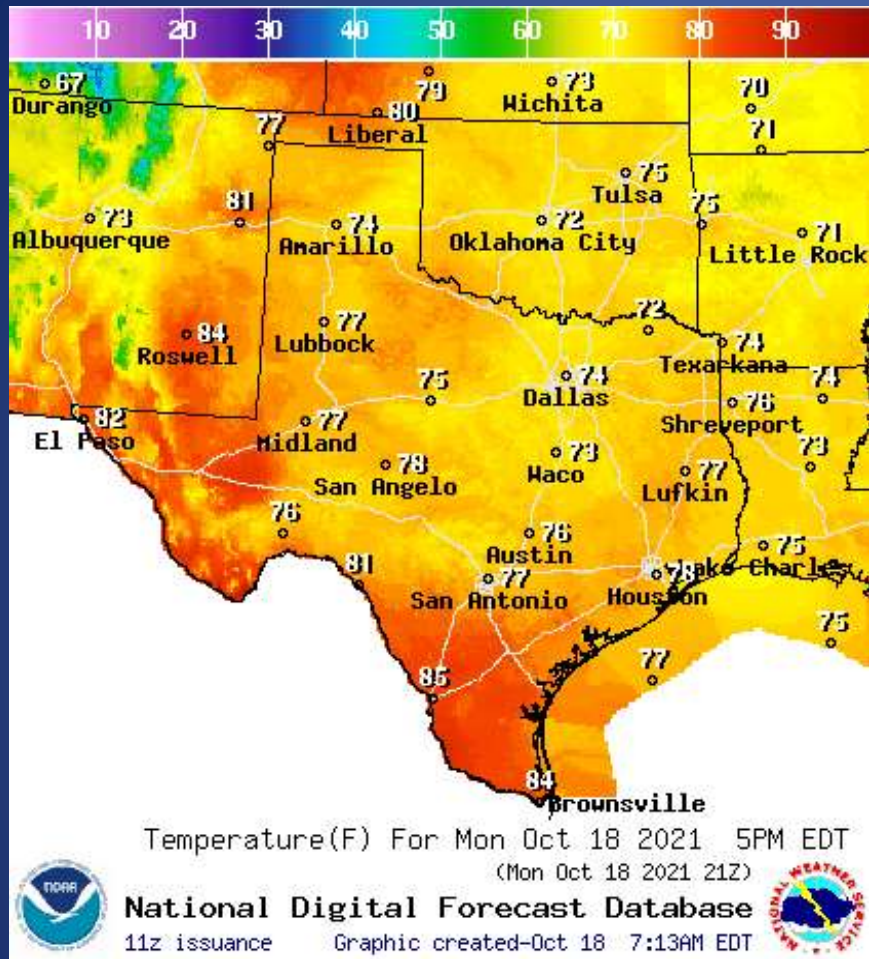 10 20 30 40 50 60 70 80 90
67
Durango
79
73
Wichita
70
80
Liberal
77
71
75
Tulsa
81
73
Albuquerque
74
Amarillo
72
Oklahoma City
75
71
Little Rock
84
Roswell
77
Lubbock
72
74
Texarkana
75
74
Dallas
76
Shreveport
74
82
El Paso
77
Midland
78
San Angelo
73
Waco
77
Lufkin
73
76
76
Austin
75
Lake Charles
81
77
San Antonio
78
Houston
75
77
85
84
Brownsville
Temperature(F) For Mon Oct 18 2021 5PM EDT
(Mon Oct 18 2021 21Z)
NOAA
National Digital Forecast Database
11z issuance Graphic created-Oct 18 7:13AM EDT
NATIONAL WEATHER SERVICE